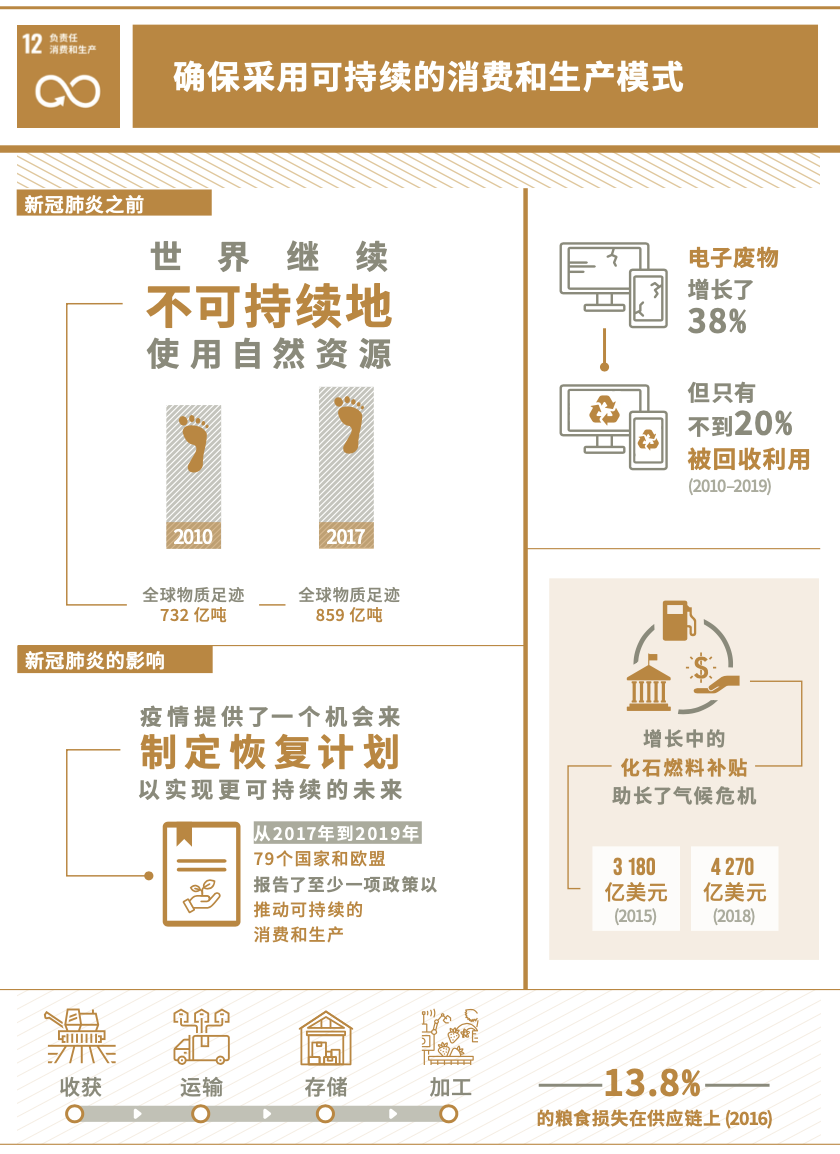 12 负责任
消费和生产
确保采用可持续的消费和生产模式
新冠肺炎之前
世界继续
不可持续地
使用自然资源
2010
2017
全球物质足迹
732 亿吨
全球物质足迹
859 亿吨
电子废物
增长了
38%
但只有
不到20%
被回收利用
(2010–2019)
新冠肺炎的影响
疫情提供了一个机会来
制定恢复计划
以实现更可持续的未来
从2017年到2019年
79个国家和欧盟
报告了至少一项政策以
推动可持续的
消费和生产
$
增长中的
化石燃料补贴
助长了气候危机
3 180
亿美元
(2015)
4 270
亿美元
(2018)
收获
运输
存储
加工
13.8%
的粮食损失在供应链上 (2016)